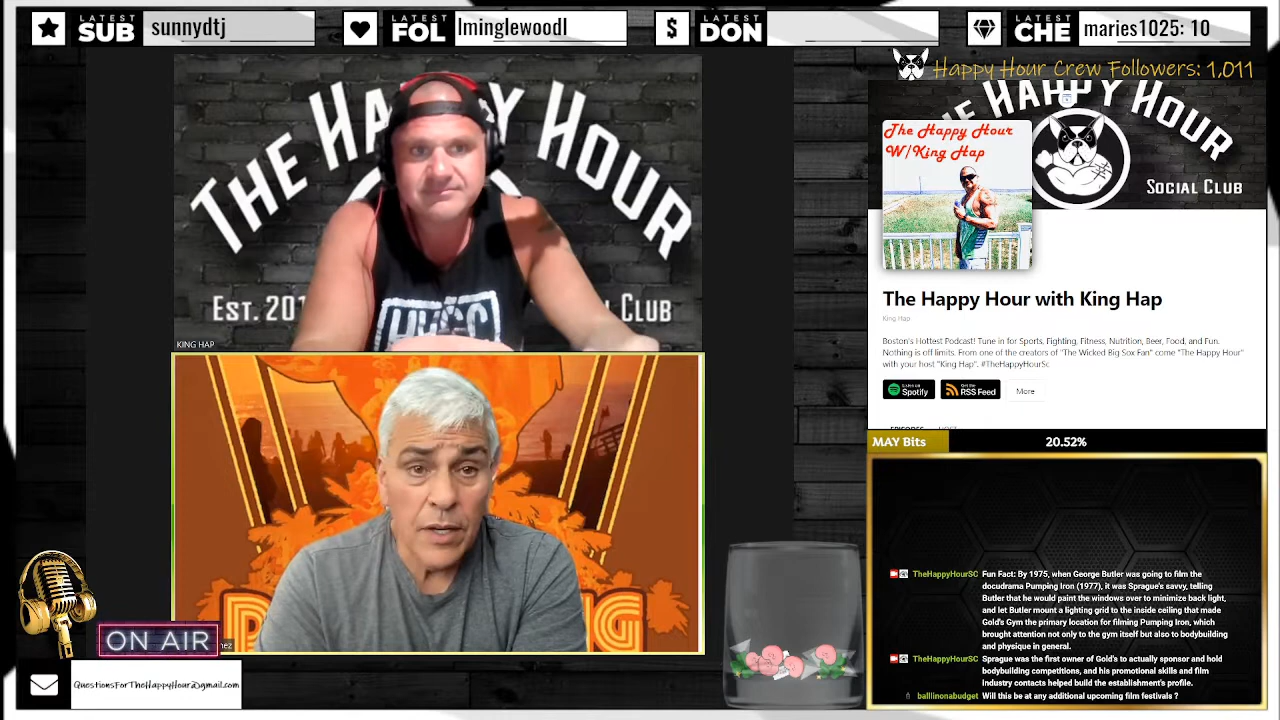 LATEST SUB sunnydtj
LATEST FOL lminglewoodl
LATEST DON
LATEST CHE maries1025: 10
Happy Hour Crew Followers: 1,011
THE HAPPY HOUR
EST. 201
CLUB
HHSC
KING HAP
THE HAPPY HOUR
SOCIAL CLUB
The Happy Hour
W/King Hap
The Happy Hour with King Hap
King Hap
Boston's Hottest Podcast! Tune in for Sports, Fighting, Fitness, Nutrition, Beer, Food, and Fun.
Nothing is off limits. From one of the creators of "The Wicked Big Sox Fan" come "The Happy Hour"
with your host "King Hap". #TheHappyHourSc
Listen on Spotify
Get the RSS Feed
More
MAY Bits 20.52%
TheHappyHourSC Fun Fact: By 1975, when George Butler was going to film the
docudrama Pumping Iron (1977), it was Sprague's savvy, telling
Butler that he would paint the windows over to minimize back light,
and let Butler mount a lighting grid to the inside ceiling that made
Gold's Gym the primary location for filming Pumping Iron, which
brought attention not only to the gym itself but also to bodybuilding
and physique in general.
TheHappyHourSC Sprague was the first owner of Gold's to actually sponsor and hold
bodybuilding competitions, and his promotional skills and film
industry contacts helped build the establishment's profile.
balllinonabudget Will this be at any additional upcoming film festivals ?
ON AIR
QuestionsForTheHappyHour@gmail.com